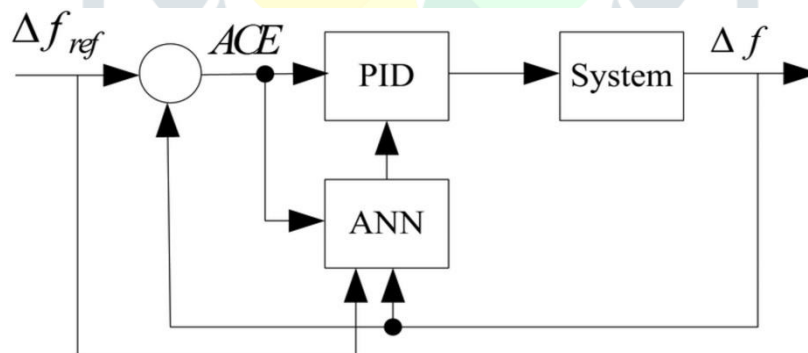 Δf_ref
ACE
PID
System
Δf
ANN